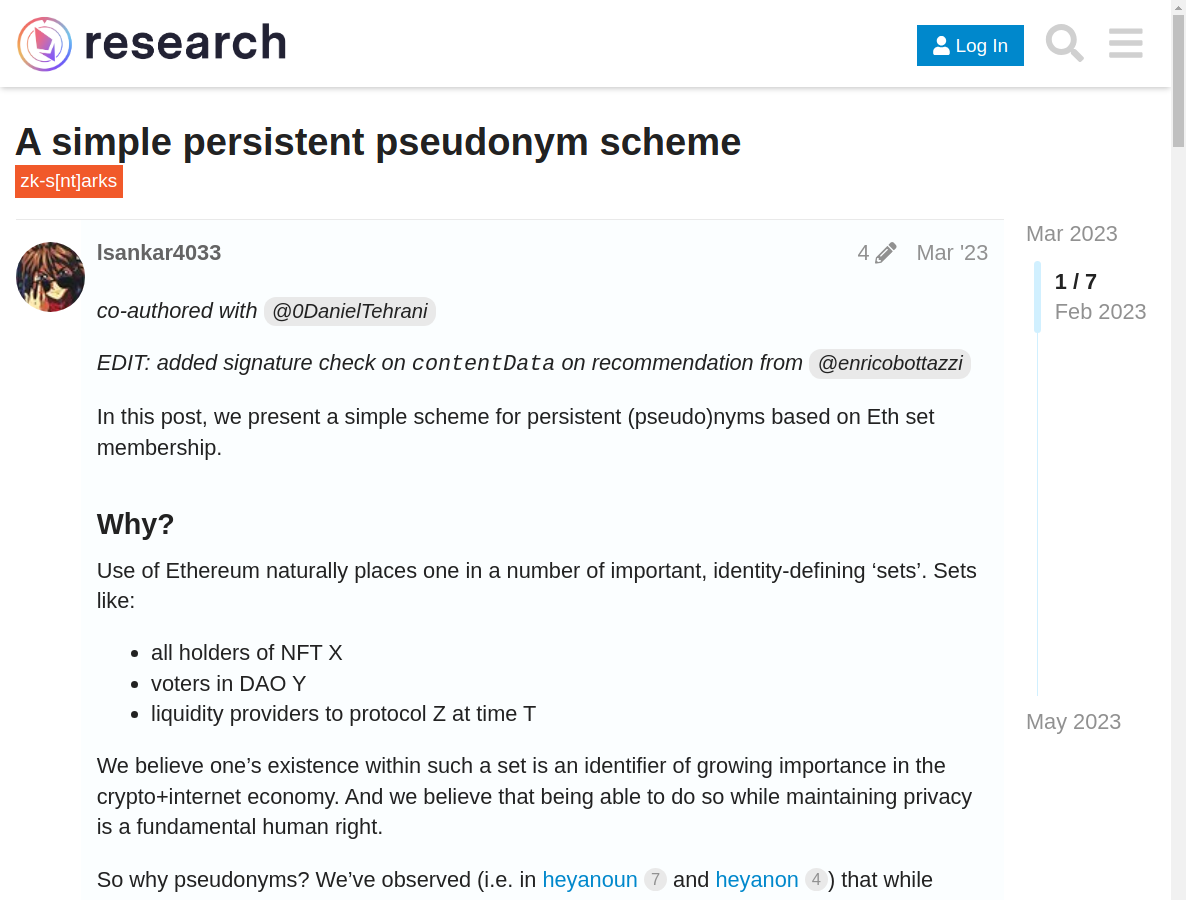 research
Log In
A simple persistent pseudonym scheme
zk-s[nt]arks
lsankar4033
4
Mar '23
co-authored with @0DanielTehrani
EDIT: added signature check on contentData on recommendation from @enricobottazzi
In this post, we present a simple scheme for persistent (pseudo)nyms based on Eth set
membership.
Why?
Use of Ethereum naturally places one in a number of important, identity-defining ‘sets’. Sets
like:
all holders of NFT X
voters in DAO Y
liquidity providers to protocol Z at time T
We believe one’s existence within such a set is an identifier of growing importance in the
crypto+internet economy. And we believe that being able to do so while maintaining privacy
is a fundamental human right.
So why pseudonyms? We’ve observed (i.e. in heyanoun 7 and heyanon 4) that while
Mar 2023
1 / 7
Feb 2023
May 2023